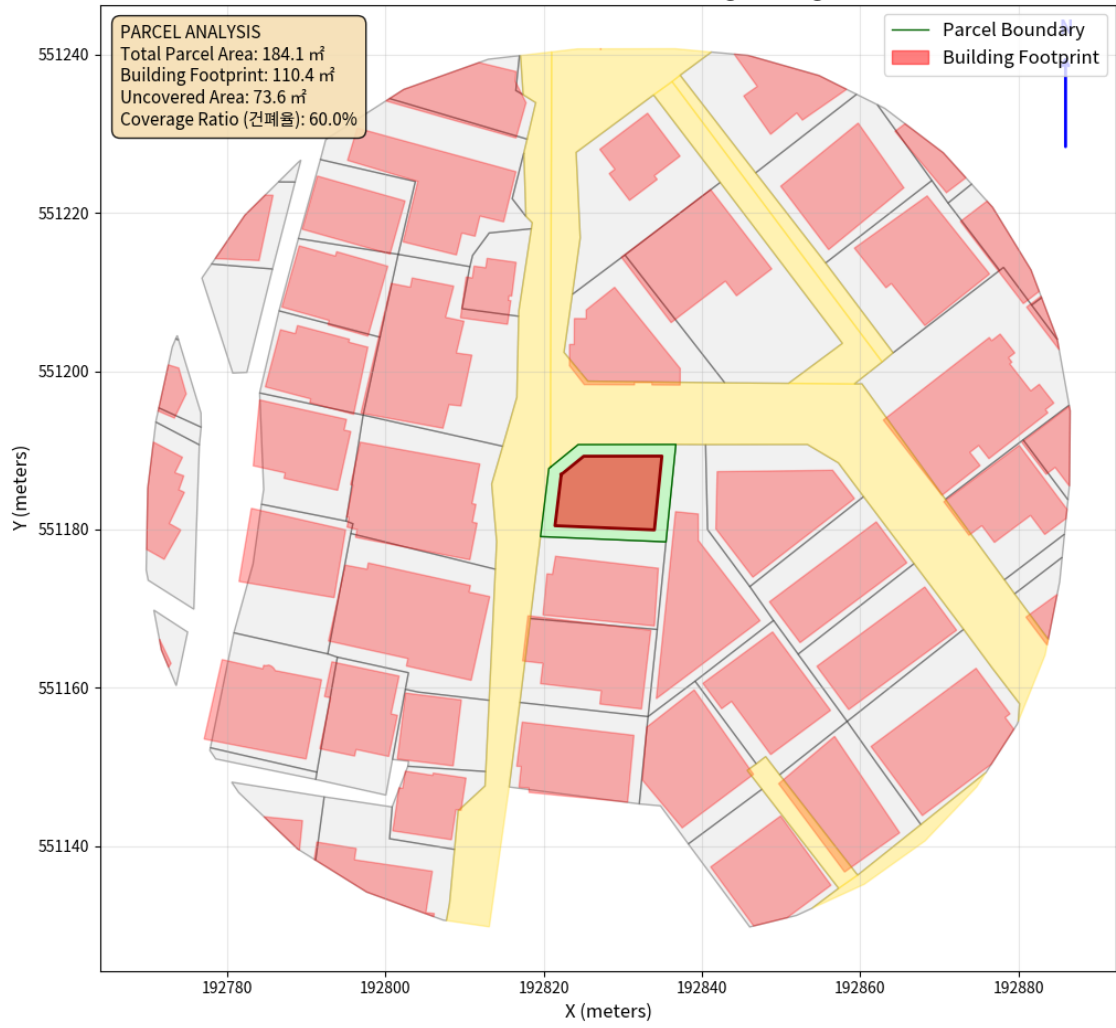 PARCEL ANALYSIS
Total Parcel Area: 184.1 ㎡
Building Footprint: 110.4 ㎡
Uncovered Area: 73.6 ㎡
Coverage Ratio (건폐율): 60.0%
Parcel Boundary
Building Footprint
551240
551220
551200
551180
551160
551140
Y (meters)
192780
192800
192820
192840
192860
192880
X (meters)